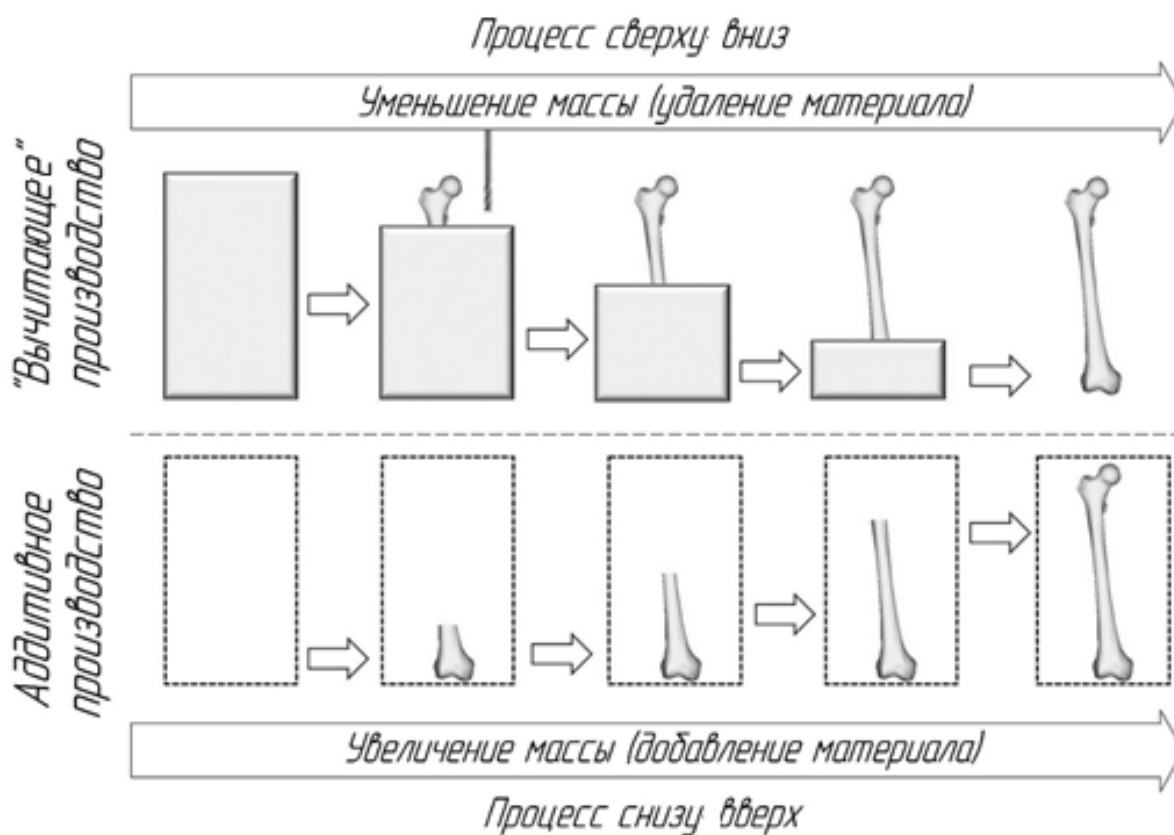 Процесс сверху вниз
Уменьшение массы (удаление материала)
"Вычитающее"
производство
Аддитивное
производство
Увеличение массы (добавление материала)
Процесс снизу вверх